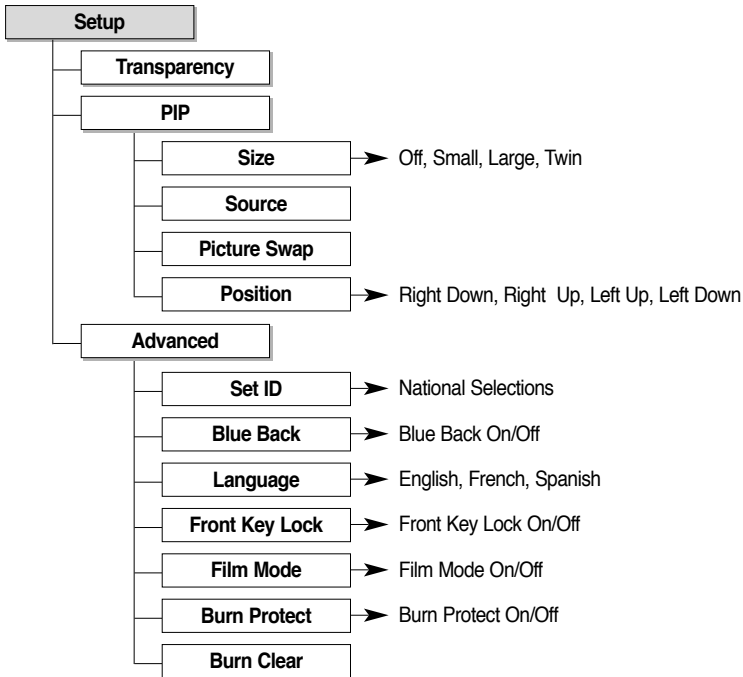 Setup
Transparency
PIP
Size
Off, Small, Large, Twin
Source
Picture Swap
Position
Right Down, Right Up, Left Up, Left Down
Advanced
Set ID
National Selections
Blue Back
Blue Back On/Off
Language
English, French, Spanish
Front Key Lock
Front Key Lock On/Off
Film Mode
Film Mode On/Off
Burn Protect
Burn Protect On/Off
Burn Clear